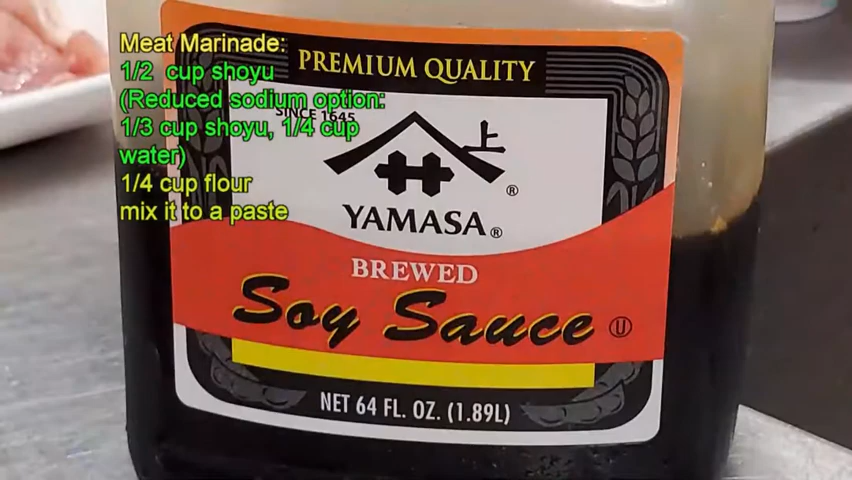 Meat Marinade:
1/2 cup shoyu
(Reduced sodium option:
1/3 cup shoyu, 1/4 cup
water)
1/4 cup flour
mix it to a paste
PREMIUM QUALITY
SINCE 1645
上
YAMASA®
BREWED
Soy Sauce Ⓤ
NET 64 FL. OZ. (1.89L)